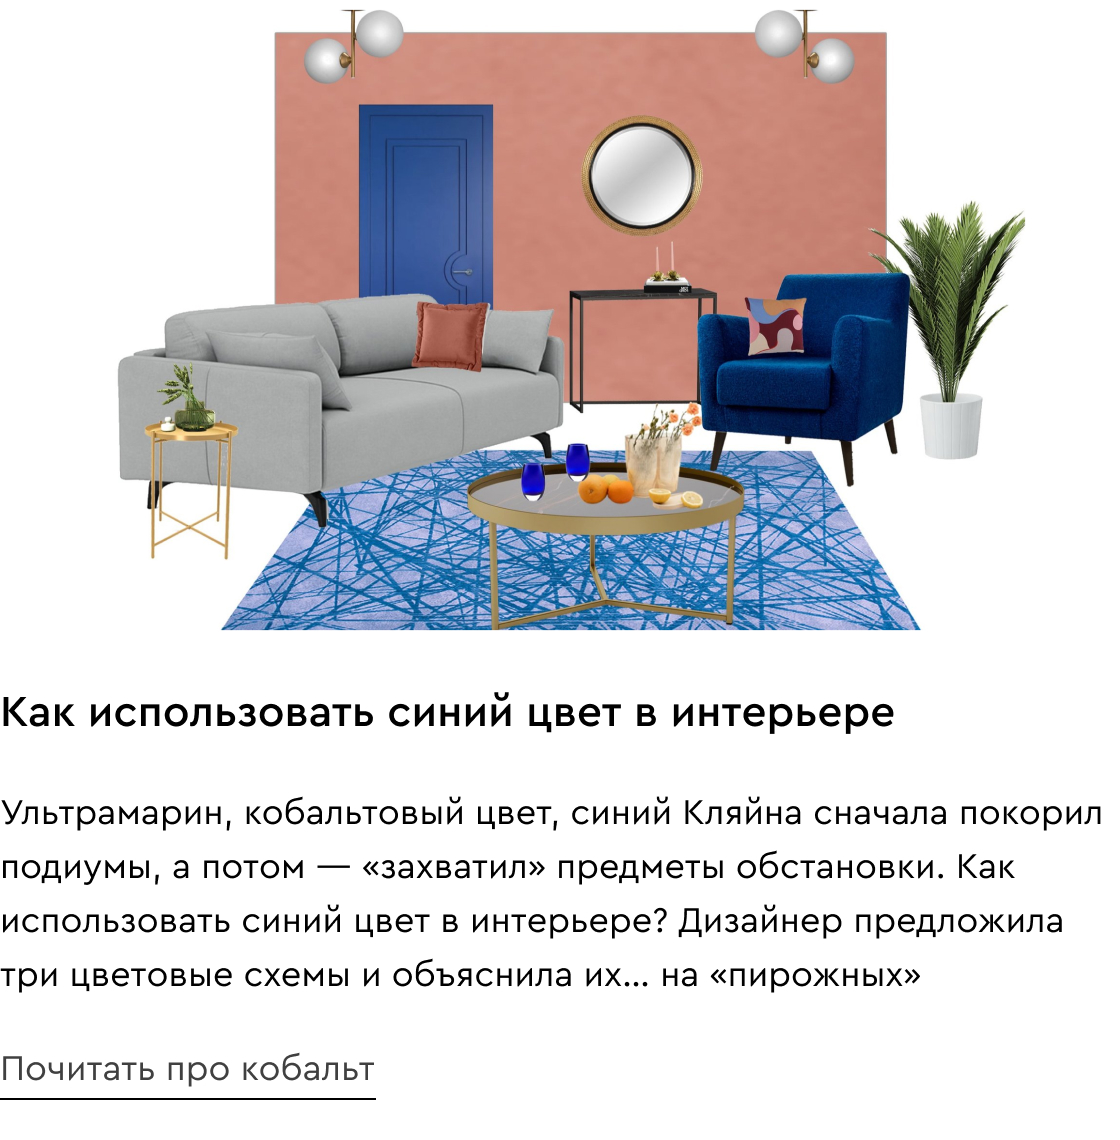 Как использовать синий цвет в интерьере
Ультрамарин, кобальтовый цвет, синий Кляйна сначала покорил
подиумы, а потом — «захватил» предметы обстановки. Как
использовать синий цвет в интерьере? Дизайнер предложила
три цветовые схемы и объяснила их... на «пирожных»
Почитать про кобальт